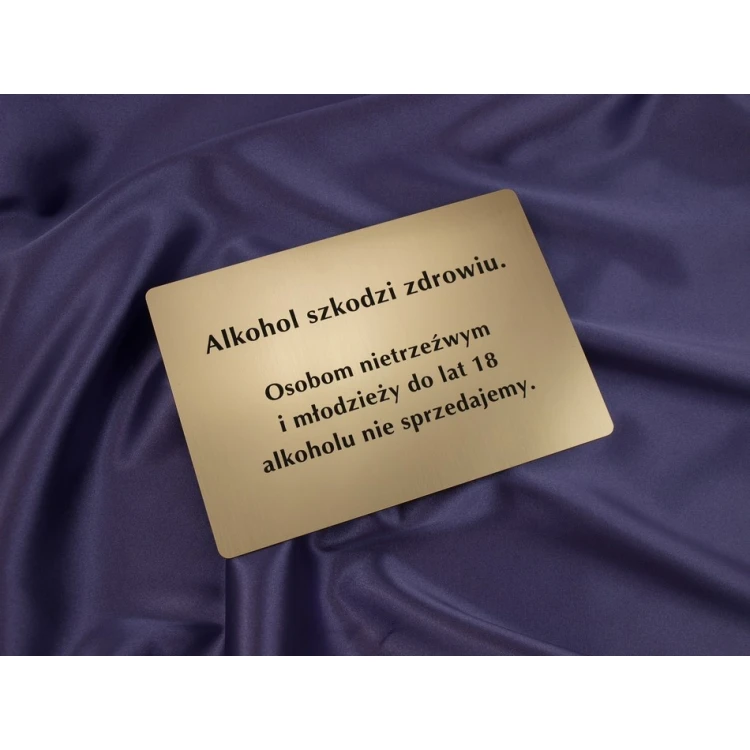 Alkohol szkodzi zdrowiu.
Osobom nietrzeźwym
i młodzieży do lat 18
alkoholu nie sprzedajemy.